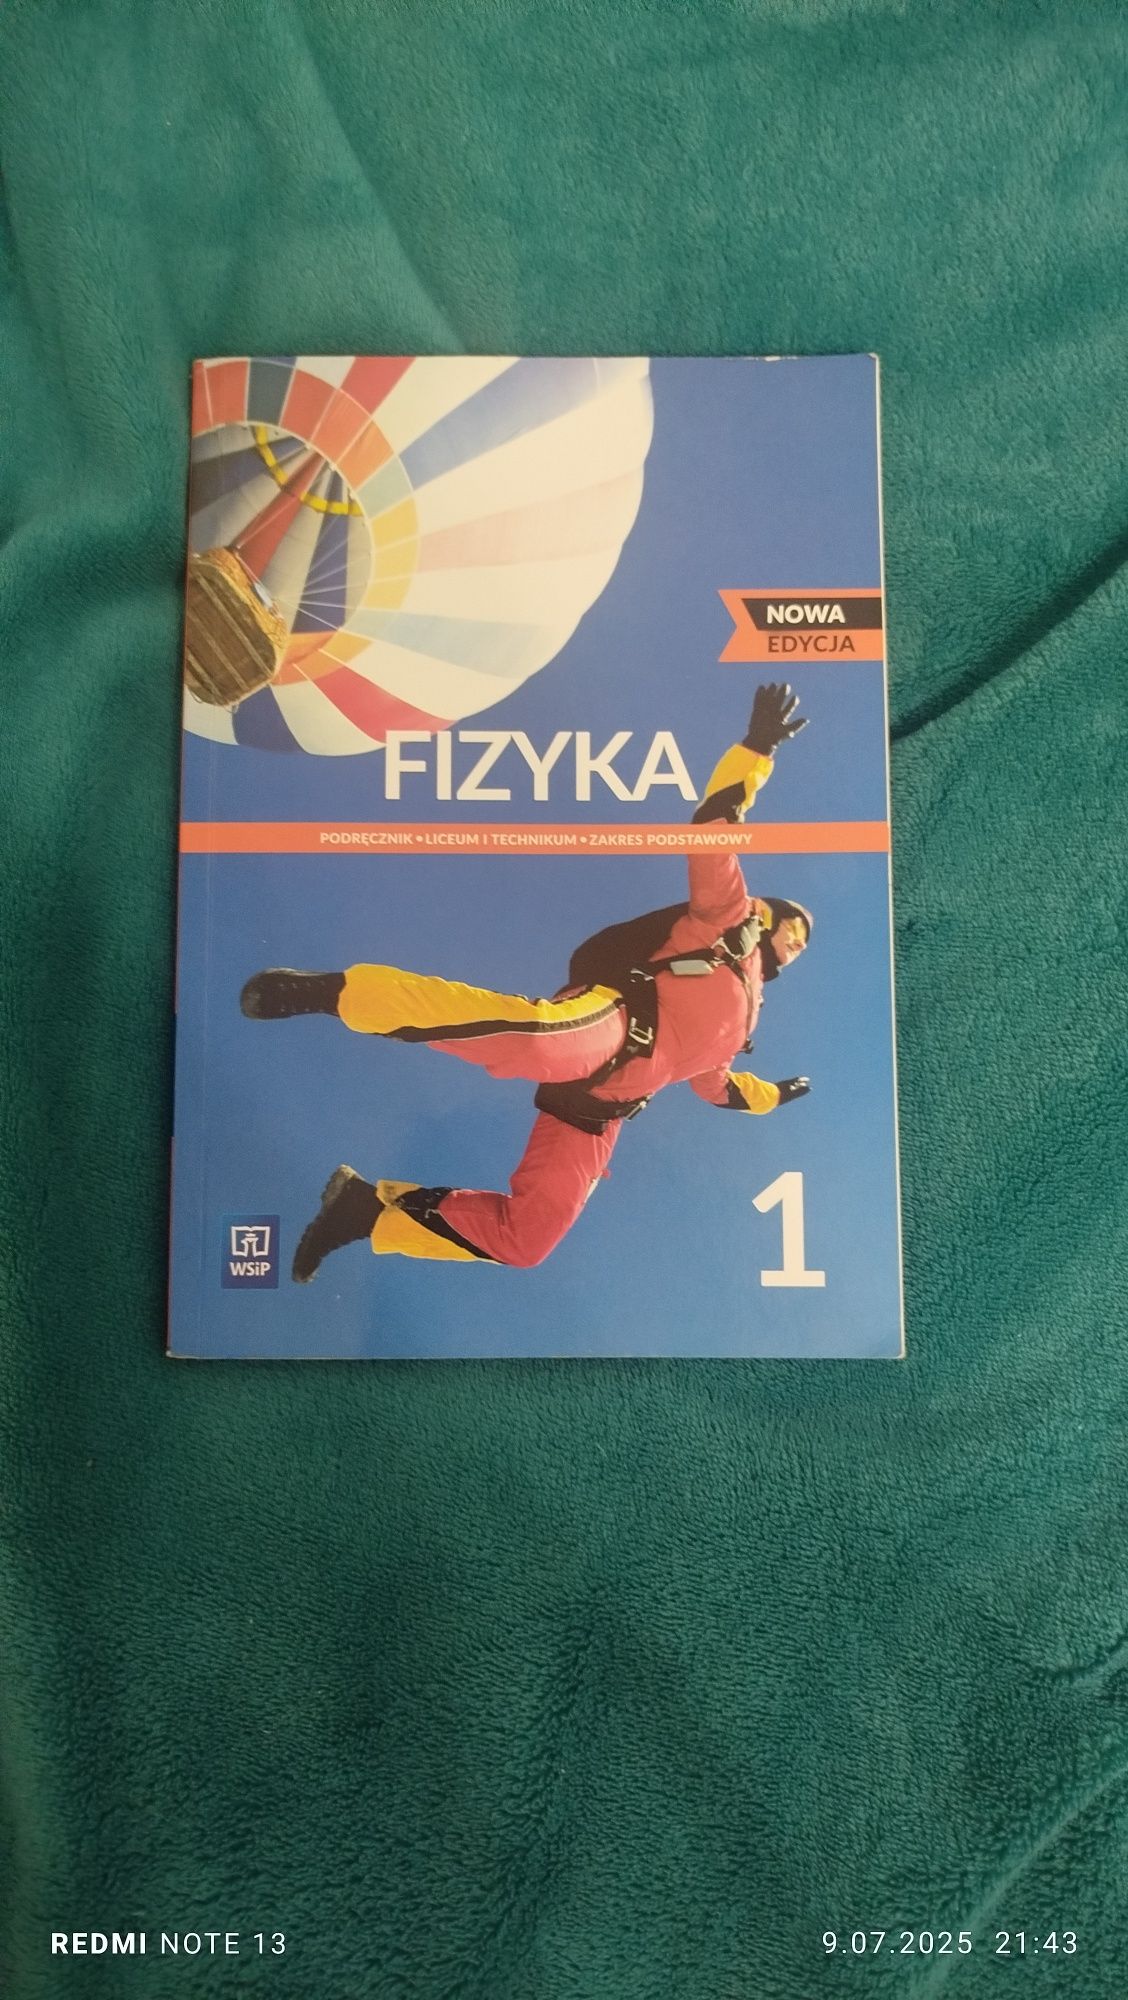 NOWA
EDYCJA
FIZYKA
PODRĘCZNIK • LICEUM I TECHNIKUM • ZAKRES PODSTAWOWY
1
WSiP
REDMI NOTE 13
9.07.2025 21:43